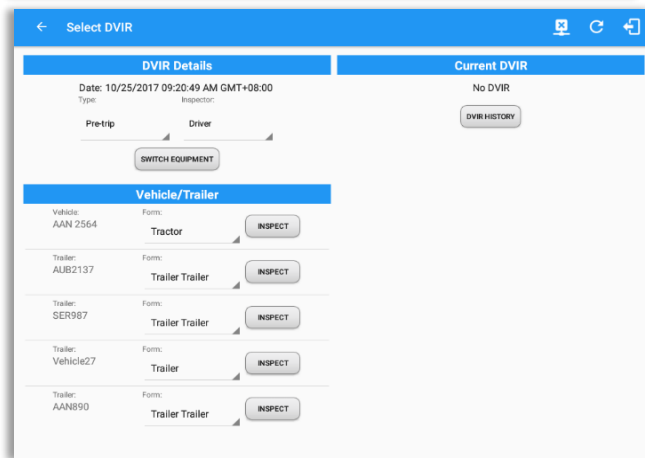 Select DVIR
DVIR Details
Date: 10/25/2017 09:20:49 AM GMT+08:00
Type: Inspector:
Pre-trip Driver
SWITCH EQUIPMENT
Vehicle/Trailer
Vehicle: Form:
AAN 2564 Tractor INSPECT
Trailer: Form:
AUB2137 Trailer Trailer INSPECT
Trailer: Form:
SER987 Trailer Trailer INSPECT
Trailer: Form:
Vehicle27 Trailer INSPECT
Trailer: Form:
AAN890 Trailer Trailer INSPECT
Current DVIR
No DVIR
DVIR HISTORY